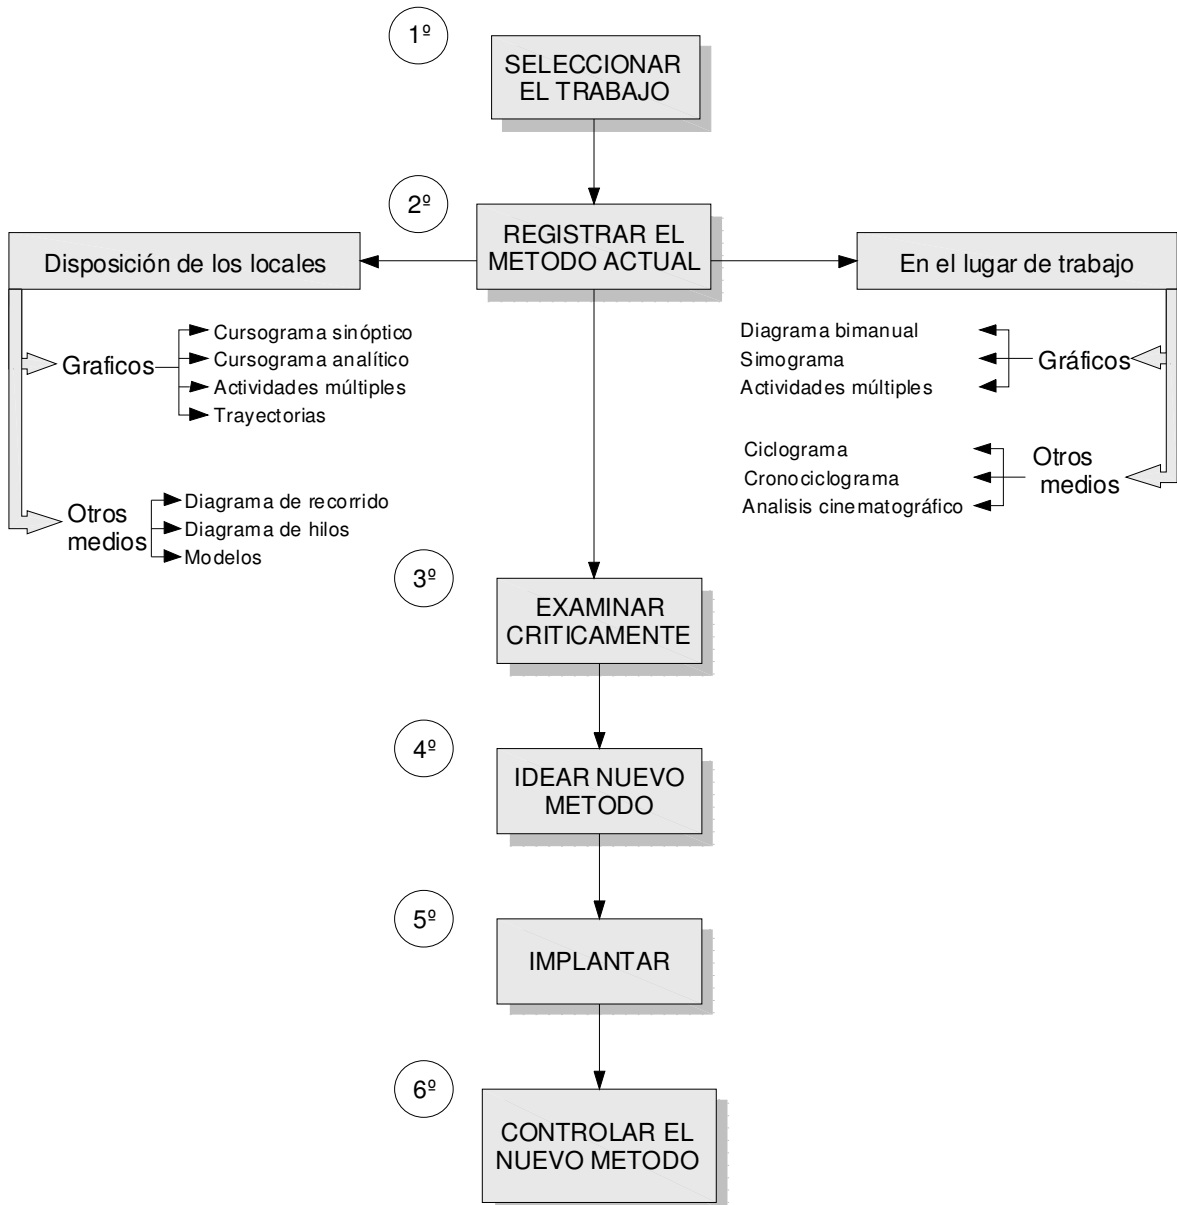 1º
SELECCIONAR
EL TRABAJO
2º
REGISTRAR EL
METODO ACTUAL
Disposición de los locales
Graficos
Cursograma sinóptico
Cursograma analítico
Actividades múltiples
Trayectorias
Otros
medios
Diagrama de recorrido
Diagrama de hilos
Modelos
En el lugar de trabajo
Gráficos
Diagrama bimanual
Simograma
Actividades múltiples
Otros
medios
Ciclograma
Cronociclograma
Analisis cinematográfico
3º
EXAMINAR
CRITICAMENTE
4º
IDEAR NUEVO
METODO
5º
IMPLANTAR
6º
CONTROLAR EL
NUEVO METODO